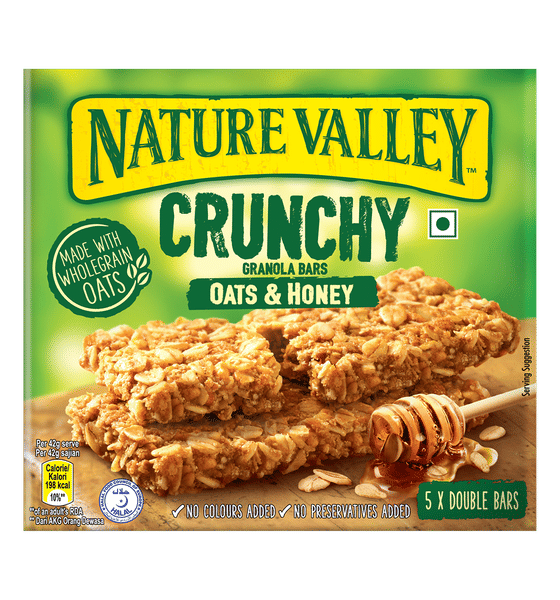 NATURE VALLEY™
CRUNCHY
GRANOLA BARS
OATS & HONEY
MADE WITH
WHOLEGRAIN
OATS
Serving Suggestion
Per 42g serve
Per 42g sajian
Calorie/
Kalori
198 kcal
10%**
**of an adult's RDA
** Dari AKG Orang Dewasa
حلال
HALAL
✓NO COLOURS ADDED ✓NO PRESERVATIVES ADDED
5 X DOUBLE BARS